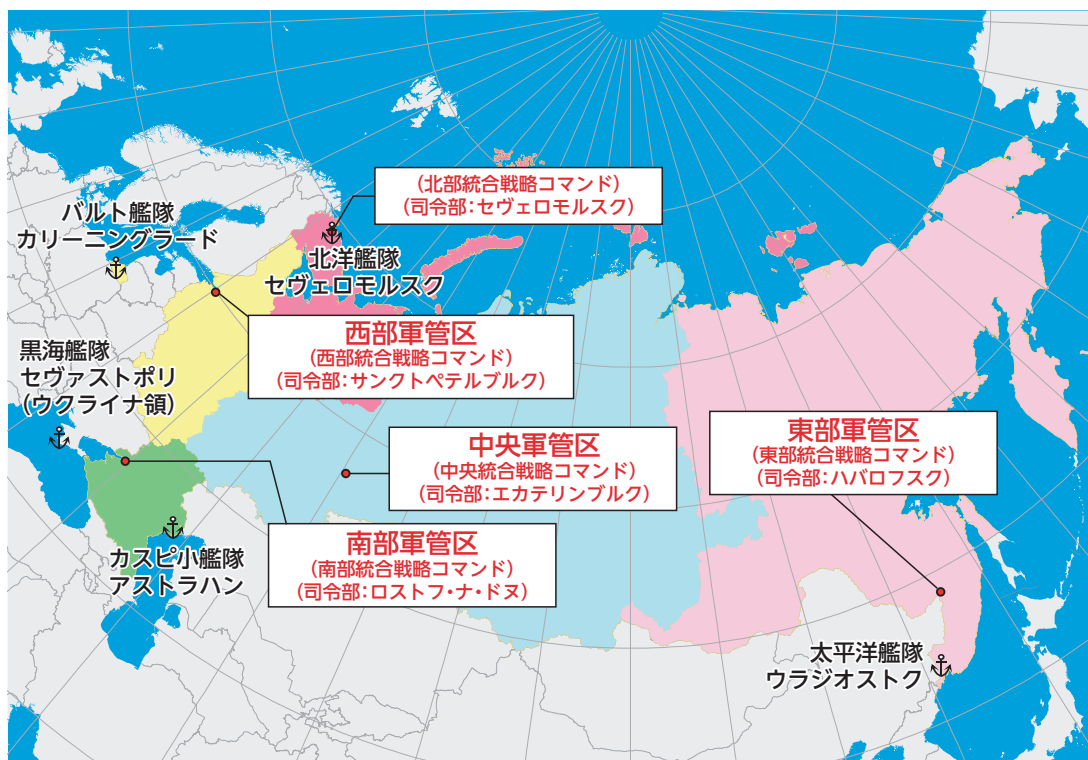 (北部統合戦略コマンド)
(司令部：セヴェロモルスク)
バルト艦隊
カリーニングラード
北洋艦隊
セヴェロモルスク
西部軍管区
(西部統合戦略コマンド)
(司令部：サンクトペテルブルク)
黒海艦隊
セヴァストポリ
(ウクライナ領)
中央軍管区
(中央統合戦略コマンド)
(司令部：エカテリンブルク)
東部軍管区
(東部統合戦略コマンド)
(司令部：ハバロフスク)
南部軍管区
(南部統合戦略コマンド)
(司令部：ロストフ・ナ・ドヌ)
カスピ小艦隊
アストラハン
太平洋艦隊
ウラジオストク